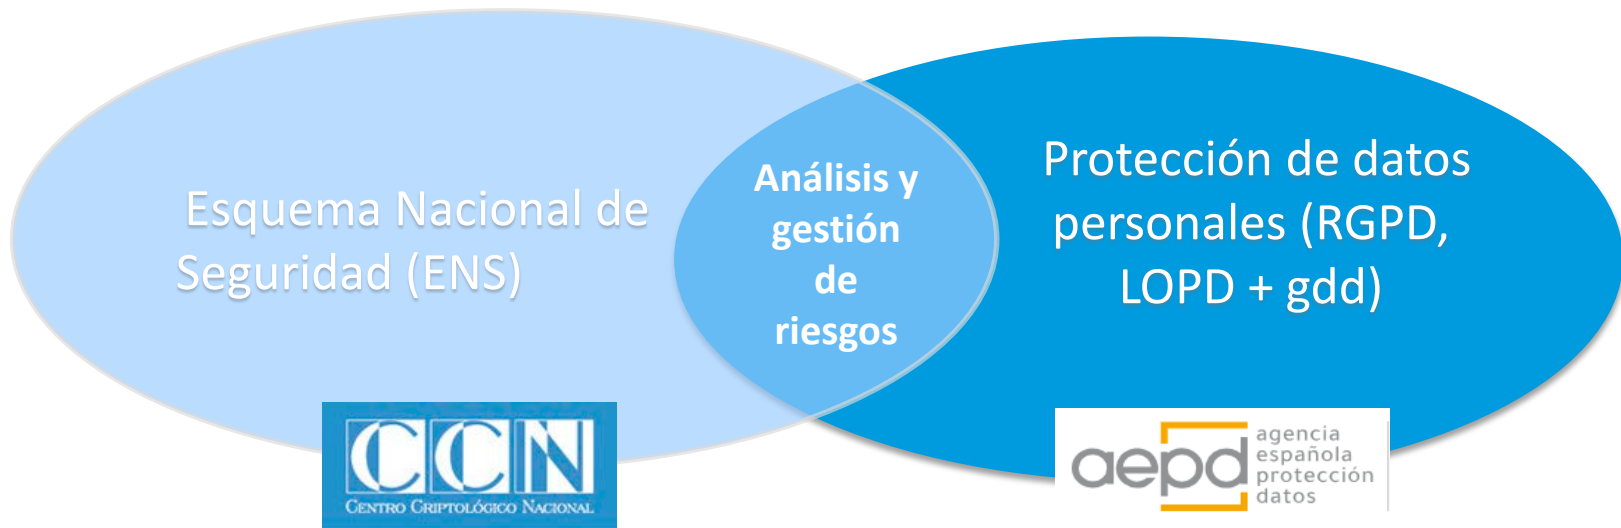 Esquema Nacional de
Seguridad (ENS)
Análisis y
gestión
de
riesgos
Protección de datos
personales (RGPD,
LOPD + gdd)
CCN
CENTRO CRIPTOLÓGICO NACIONAL
aepd
agencia
española
protección
datos